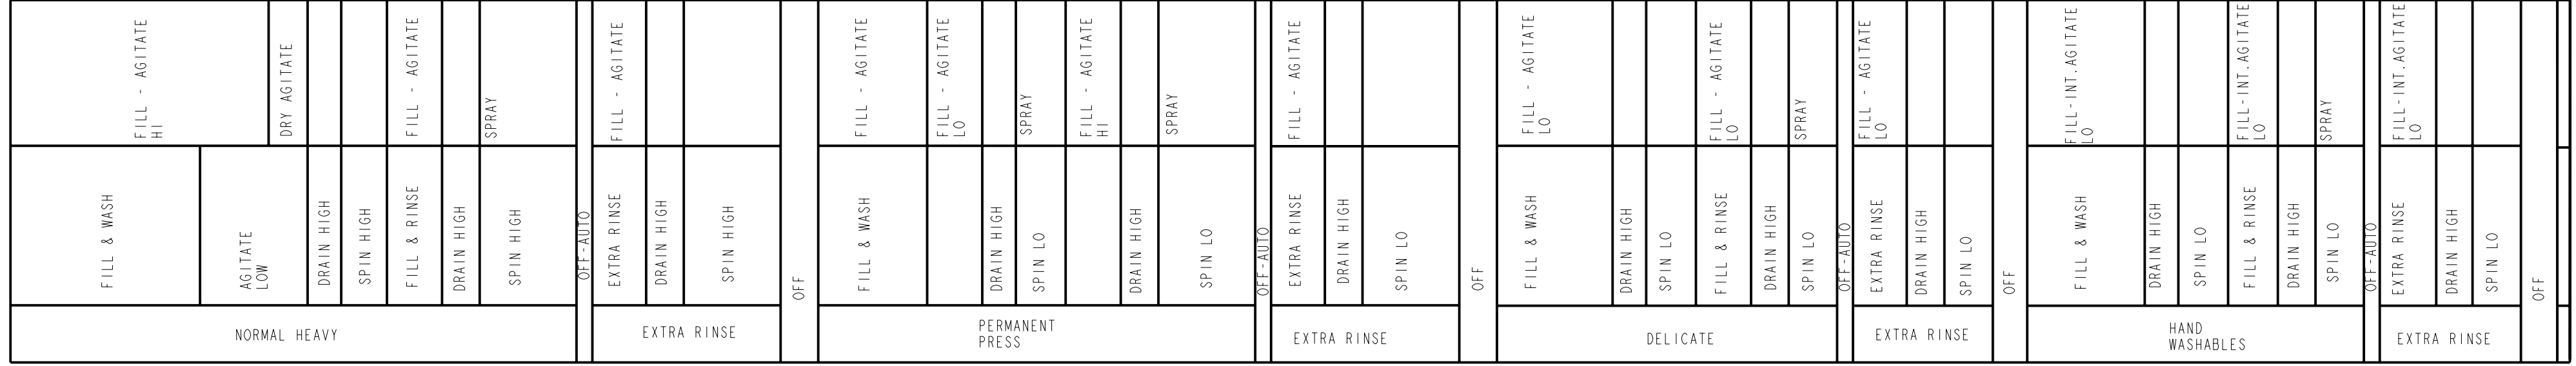 FILL - AGITATE
HI
DRY AGITATE
FILL - AGITATE
SPRAY
FILL - AGITATE
FILL - AGITATE
FILL - AGITATE
LO
SPRAY
FILL - AGITATE
HI
SPRAY
FILL - AGITATE
FILL - AGITATE
LO
FILL - AGITATE
LO
SPRAY
FILL - AGITATE
LO
FILL-INT.AGITATE
LO
FILL-INT.AGITATE
LO
SPRAY
FILL-INT.AGITATE
LO
FILL & WASH
AGITATE
LOW
DRAIN HIGH
SPIN HIGH
FILL & RINSE
DRAIN HIGH
SPIN HIGH
OFF-AUTO
EXTRA RINSE
DRAIN HIGH
SPIN HIGH
OFF
FILL & WASH
DRAIN HIGH
SPIN LO
DRAIN HIGH
SPIN LO
OFF-AUTO
EXTRA RINSE
DRAIN HIGH
SPIN LO
OFF
FILL & WASH
DRAIN HIGH
SPIN LO
FILL & RINSE
DRAIN HIGH
SPIN LO
OFF-AUTO
EXTRA RINSE
DRAIN HIGH
SPIN LO
OFF
FILL & WASH
DRAIN HIGH
SPIN LO
FILL & RINSE
DRAIN HIGH
SPIN LO
OFF-AUTO
EXTRA RINSE
DRAIN HIGH
SPIN LO
OFF
NORMAL HEAVY
EXTRA RINSE
PERMANENT
PRESS
EXTRA RINSE
DELICATE
EXTRA RINSE
HAND
WASHABLES
EXTRA RINSE